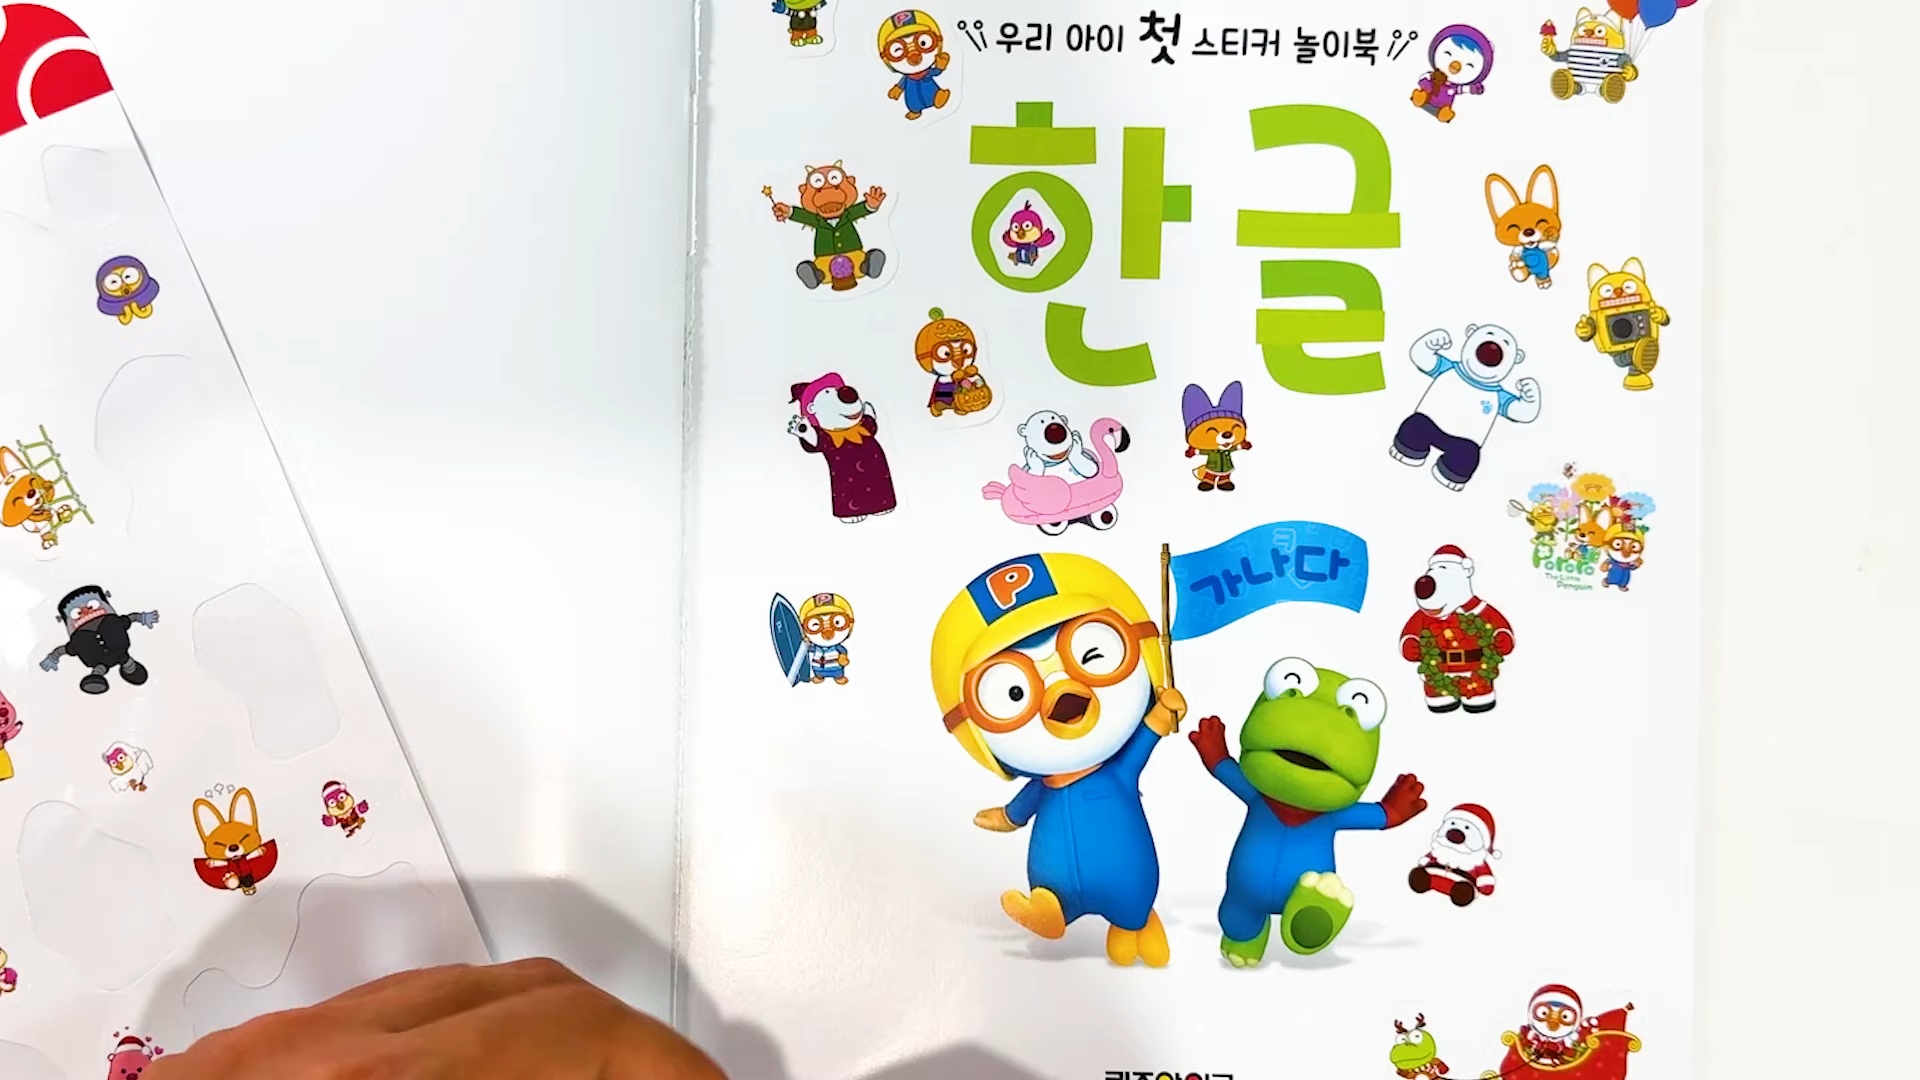 우리 아이 첫 스티커 놀이북
한글
가나다
P
Pororo
The Little
Penguin
P